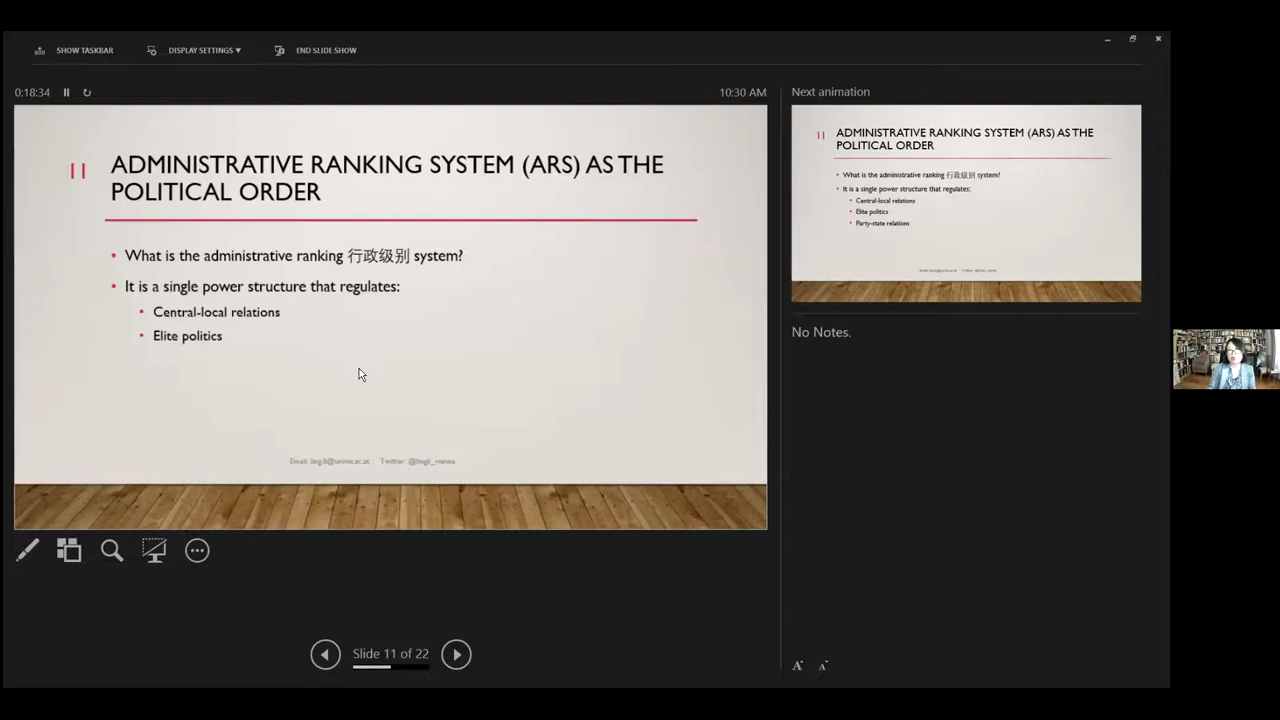 SHOW TASKBAR
DISPLAY SETTINGS ▼
END SLIDE SHOW
0:18:34
10:30 AM
11
ADMINISTRATIVE RANKING SYSTEM (ARS) AS THE
POLITICAL ORDER
• What is the administrative ranking 行政级别 system?
• It is a single power structure that regulates:
• Central-local relations
• Elite politics
Email: Twitter:
Slide 11 of 22
Next animation
11
ADMINISTRATIVE RANKING SYSTEM (ARS) AS THE
POLITICAL ORDER
• What is the administrative ranking 行政级别 system?
• It is a single power structure that regulates:
• Central-local relations
• Elite politics
• Party-state relations
No Notes.
A A